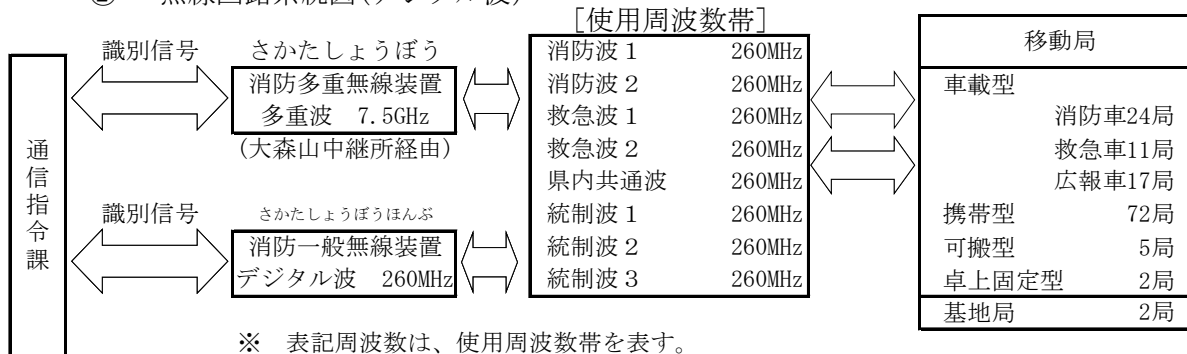 ② 無線回路系統図(デジタル波)
[使用周波数帯]
通信指令課
識別信号
さかたしょうぼう
消防多重無線装置
多重波 7.5GHz
(大森山中継所経由)
識別信号
さかたしょうぼうほんぶ
消防一般無線装置
デジタル波 260MHz
消防波1 260MHz
消防波2 260MHz
救急波1 260MHz
救急波2 260MHz
県内共通波 260MHz
統制波1 260MHz
統制波2 260MHz
統制波3 260MHz
移動局
車載型
消防車24局
救急車11局
広報車17局
携帯型 72局
可搬型 5局
卓上固定型 2局
基地局 2局
※ 表記周波数は、使用周波数帯を表す。